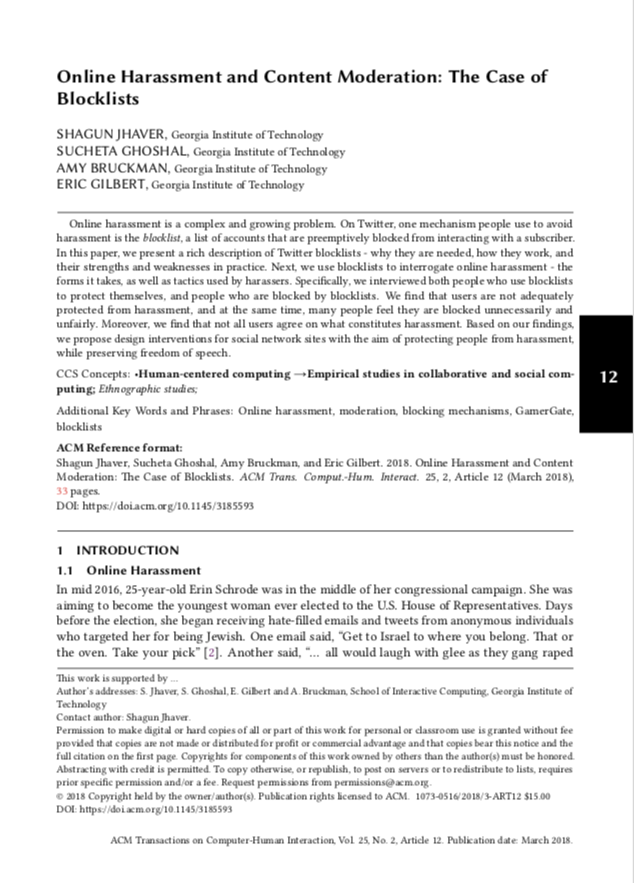 Online Harassment and Content Moderation: The Case of
Blocklists
SHAGUN JHAVER, Georgia Institute of Technology
SUCHETA GHOSHAL, Georgia Institute of Technology
AMY BRUCKMAN, Georgia Institute of Technology
ERIC GILBERT, Georgia Institute of Technology
Online harassment is a complex and growing problem. On Twitter, one mechanism people use to avoid
harassment is the blocklist, a list of accounts that are preemptively blocked from interacting with a subscriber.
In this paper, we present a rich description of Twitter blocklists - why they are needed, how they work, and
their strengths and weaknesses in practice. Next, we use blocklists to interrogate online harassment - the
forms it takes, as well as tactics used by harassers. Specifically, we interviewed both people who use blocklists
to protect themselves, and people who are blocked by blocklists. We find that users are not adequately
protected from harassment, and at the same time, many people feel they are blocked unnecessarily and
unfairly. Moreover, we find that not all users agree on what constitutes harassment. Based on our findings,
we propose design interventions for social network sites with the aim of protecting people from harassment,
while preserving freedom of speech.
CCS Concepts: •Human-centered computing →Empirical studies in collaborative and social com-
puting; Ethnographic studies;
12
Additional Key Words and Phrases: Online harassment, moderation, blocking mechanisms, GamerGate,
blocklists
ACM Reference format:
Shagun Jhaver, Sucheta Ghoshal, Amy Bruckman, and Eric Gilbert. 2018. Online Harassment and Content
Moderation: The Case of Blocklists. ACM Trans. Comput.-Hum. Interact. 25, 2, Article 12 (March 2018),
33 pages.
DOI: https://doi.acm.org/10.1145/3185593
1 INTRODUCTION
1.1 Online Harassment
In mid 2016, 25-year-old Erin Schrode was in the middle of her congressional campaign. She was
aiming to become the youngest woman ever elected to the U.S. House of Representatives. Days
before the election, she began receiving hate-filled emails and tweets from anonymous individuals
who targeted her for being Jewish. One email said, "Get to Israel to where you belong. That or
the oven. Take your pick" [2]. Another said, "... all would laugh with glee as they gang raped
This work is supported by ...
Author's addresses: S. Jhaver, S. Ghoshal, E. Gilbert and A. Bruckman, School of Interactive Computing, Georgia Institute of
Technology
Contact author: Shagun Jhaver.
Permission to make digital or hard copies of all or part of this work for personal or classroom use is granted without fee
provided that copies are not made or distributed for profit or commercial advantage and that copies bear this notice and the
full citation on the first page. Copyrights for components of this work owned by others than the author(s) must be honored.
Abstracting with credit is permitted. To copy otherwise, or republish, to post on servers or to redistribute to lists, requires
prior specific permission and/or a fee. Request permissions from permissions@acm.org.
© 2018 Copyright held by the owner/author(s). Publication rights licensed to ACM. 1073-0516/2018/3-ART12 $15.00
DOI: https://doi.acm.org/10.1145/3185593
ACM Transactions on Computer-Human Interaction, Vol. 25, No. 2, Article 12. Publication date: March 2018.